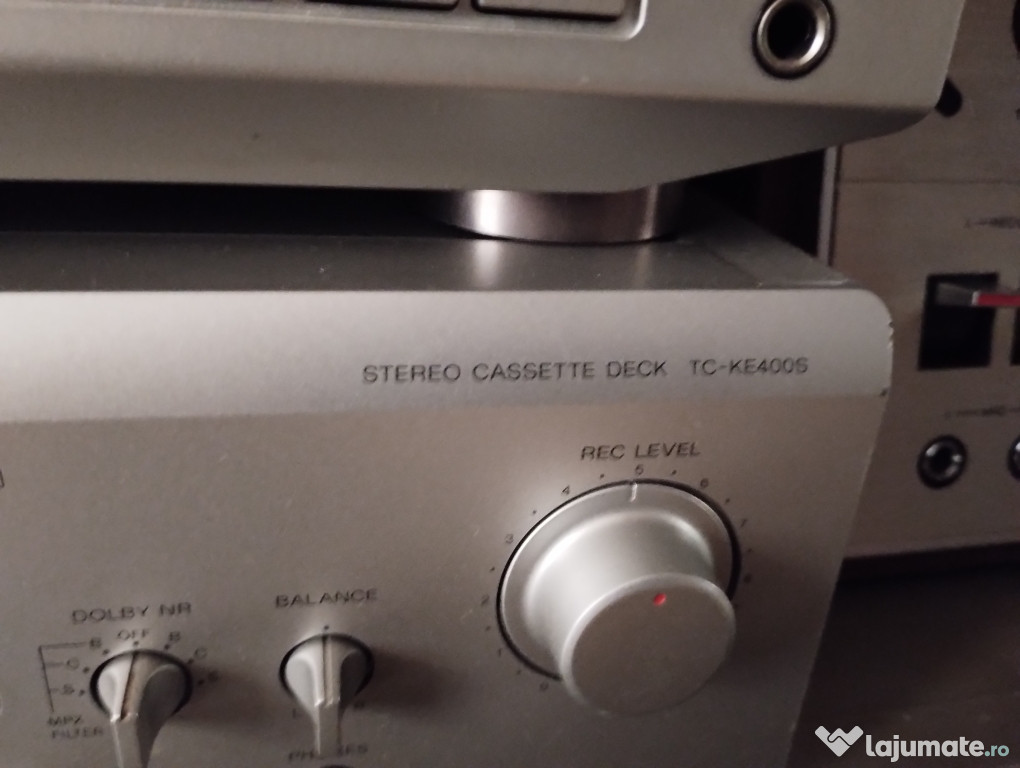 STEREO CASSETTE DECK TC-KE400S
REC LEVEL
0 1 2 3 4 5 6 7
DOLBY NR
B OFF B
C C
S S
MPX
FILTER
BALANCE
L R
PHONES
lajumate.ro